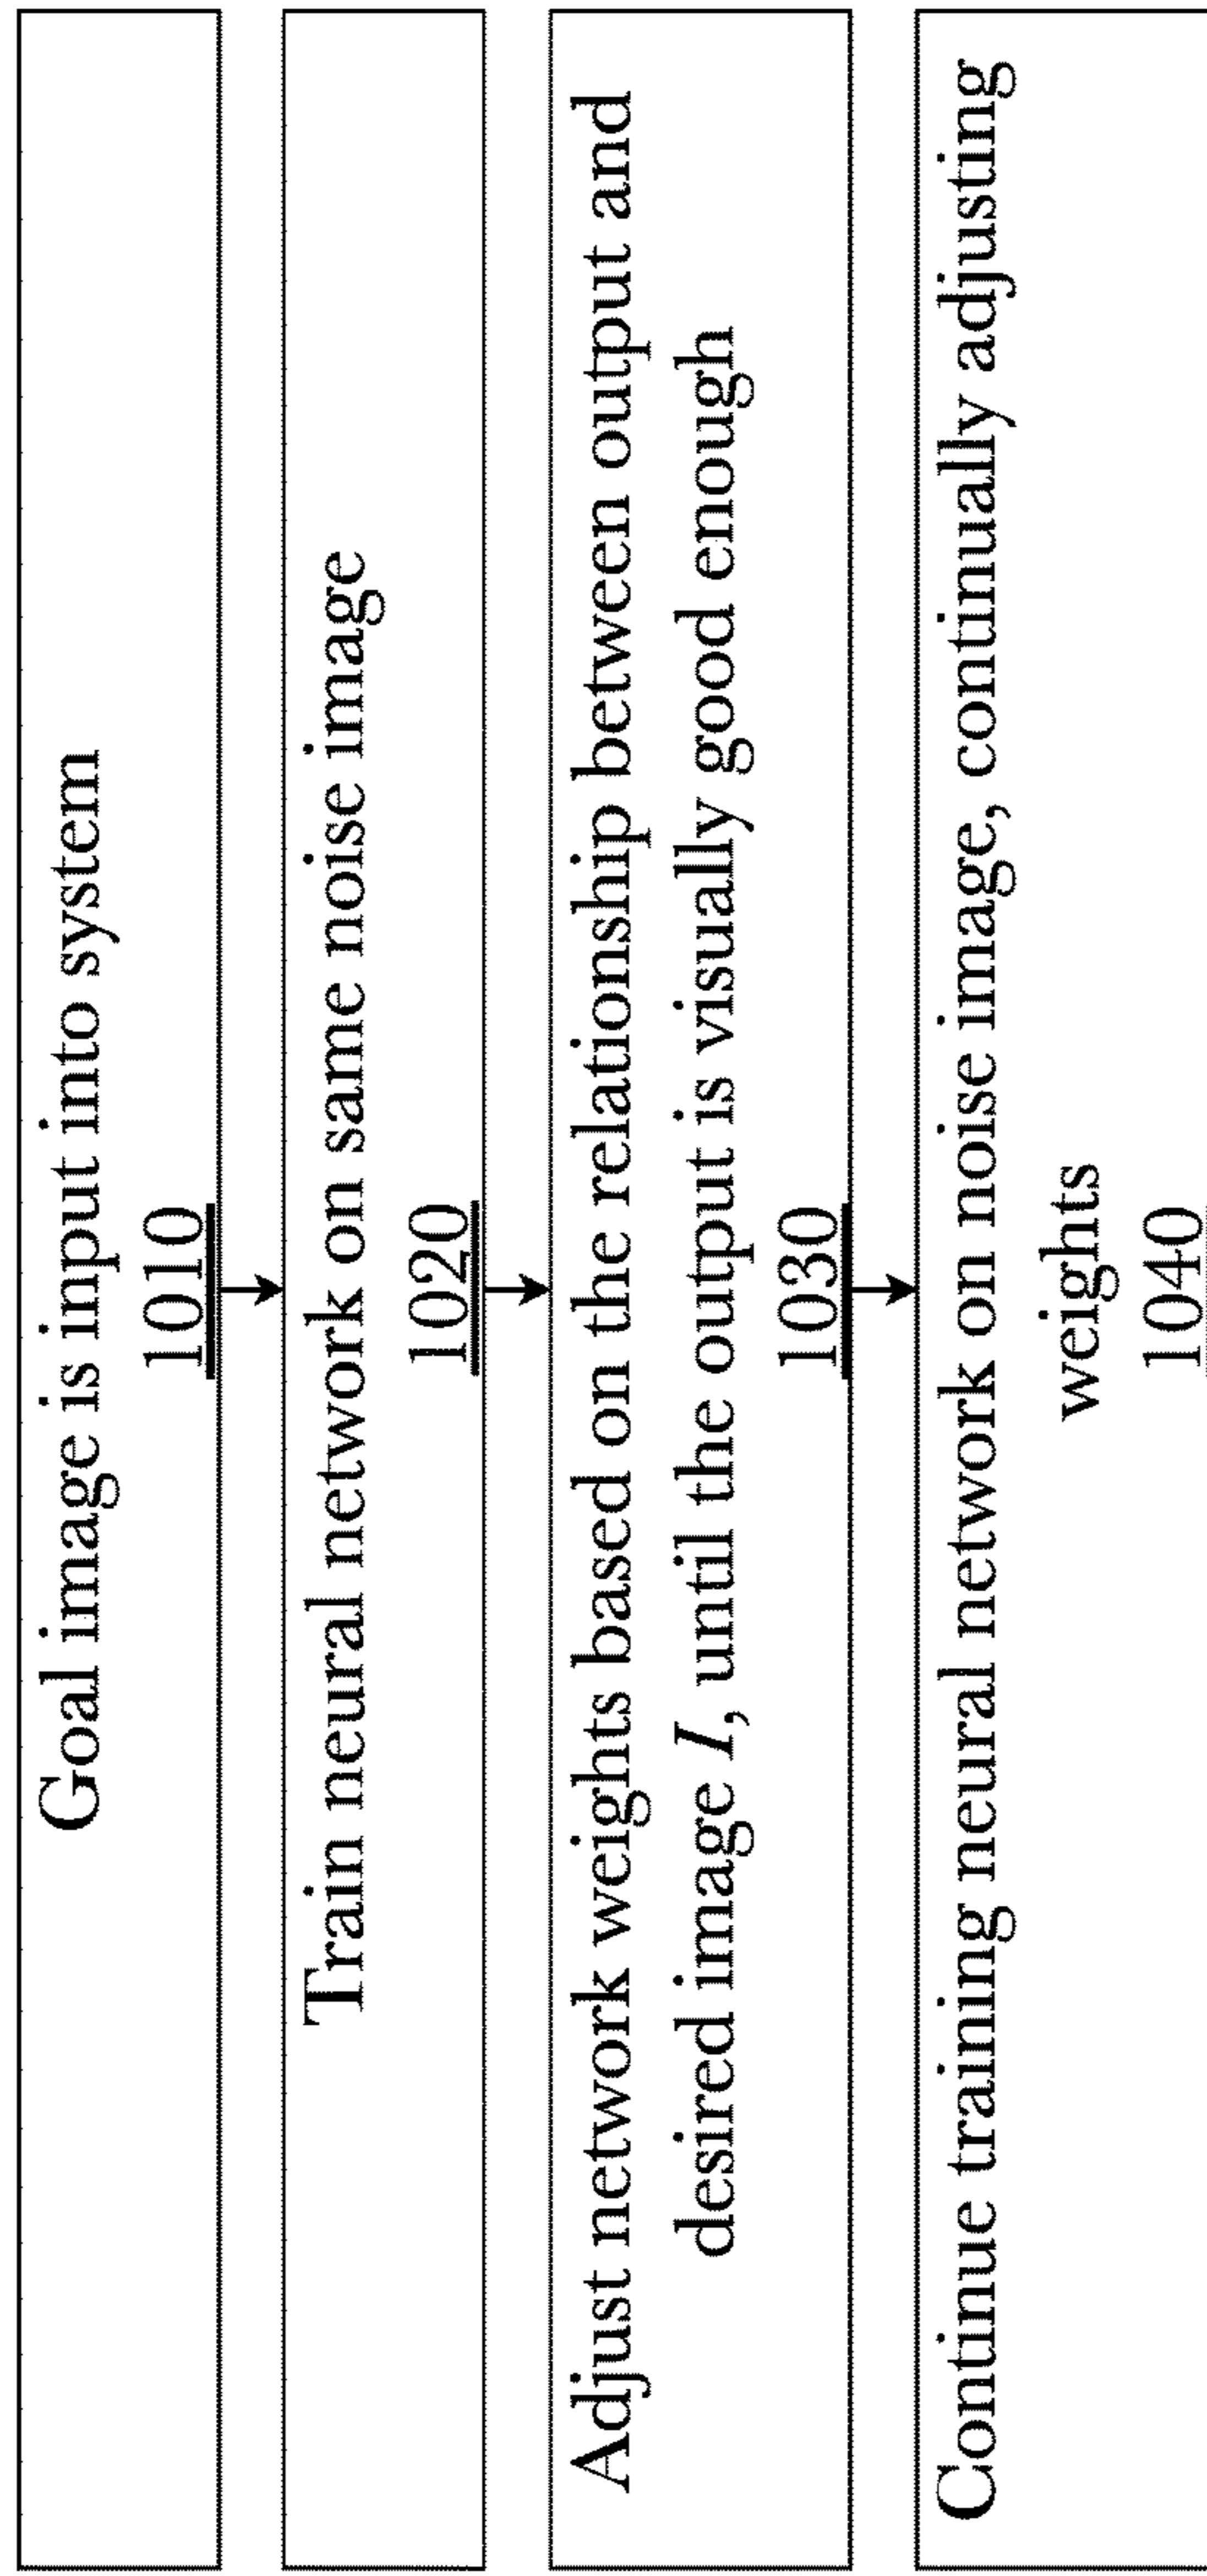 Goal image is input into system
1010
Train neural network on same noise image
1020
Adjust network weights based on the relationship between output and
desired image I, until the output is visually good enough
1030
Continue training neural network on noise image, continually adjusting
weights
1040